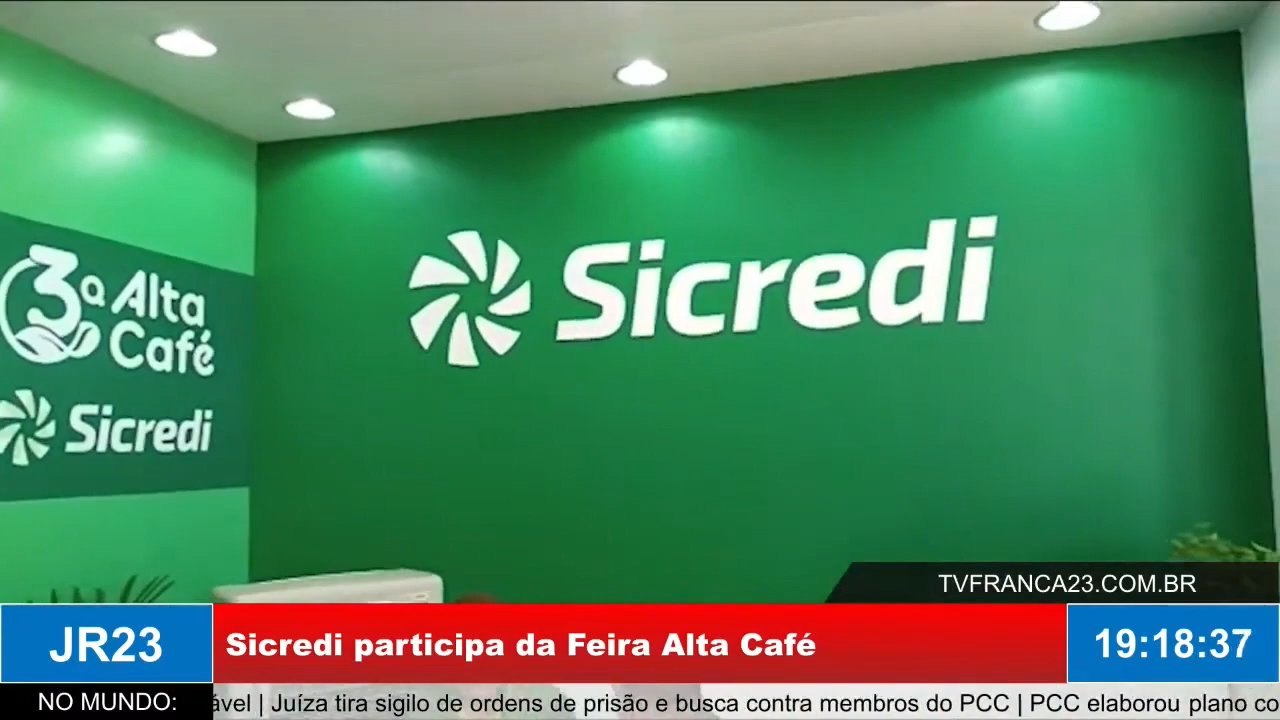 Sicredi
3ª Alta
Café
Sicredi
TVFRANCA23.COM.BR
JR23
Sicredi participa da Feira Alta Café
19:18:37
NO MUNDO:
ável | Juíza tira sigilo de ordens de prisão e busca contra membros do PCC | PCC elaborou plano co